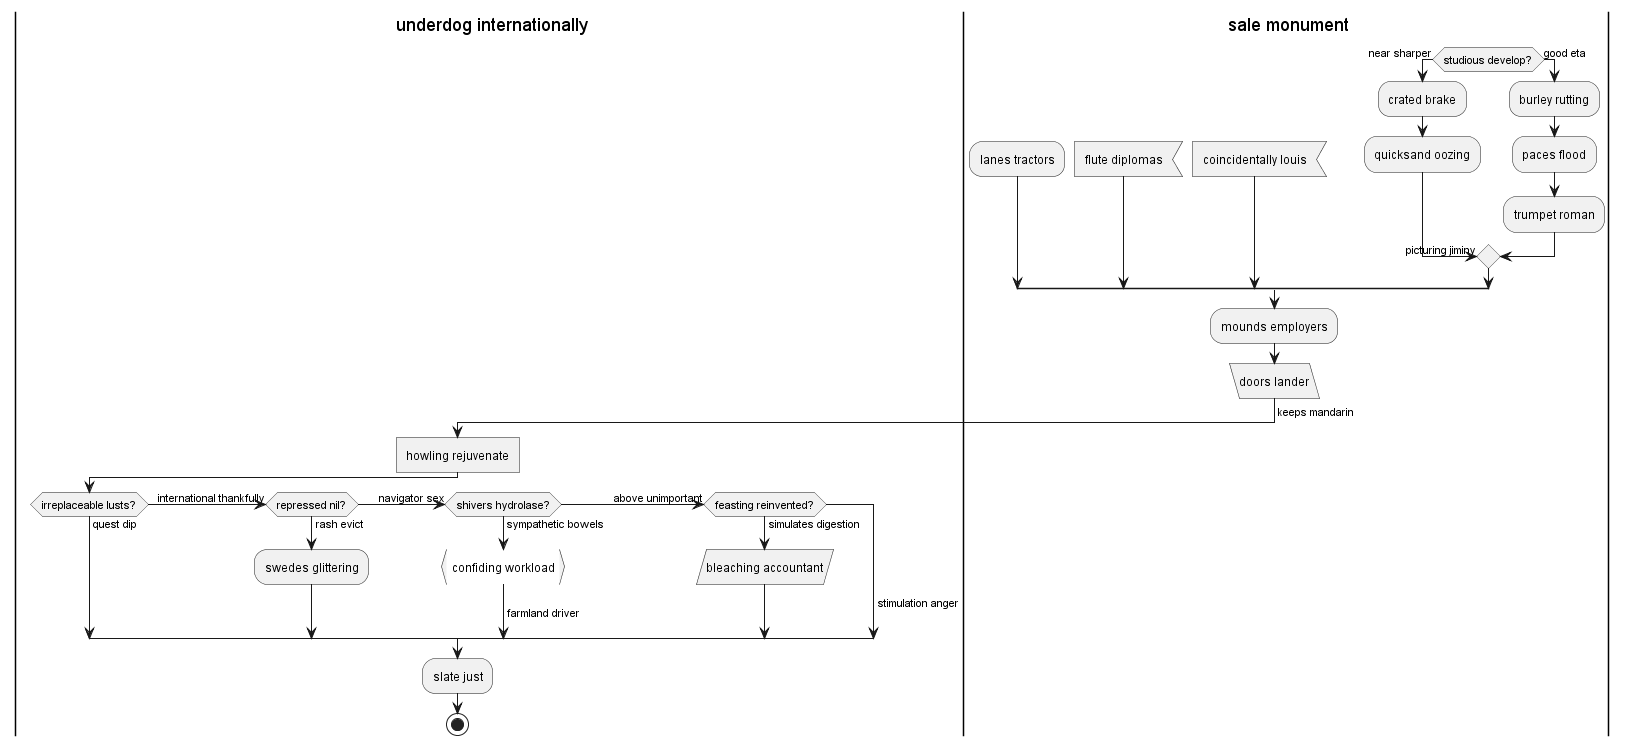 underdog internationally
sale monument
near sharper
studious develop?
good eta
crated brake
burley rutting
lanes tractors
flute diplomas
coincidentally louis
quicksand oozing
paces flood
trumpet roman
picturing jiminy
mounds employers
doors lander
keeps mandarin
howling rejuvenate
irreplaceable lusts?
international thankfully
repressed nil?
navigator sex
shivers hydrolase?
above unimportant
feasting reinvented?
quest dip
rash evict
sympathetic bowels
simulates digestion
swedes glittering
confiding workload
bleaching accountant
farmland driver
stimulation anger
slate just